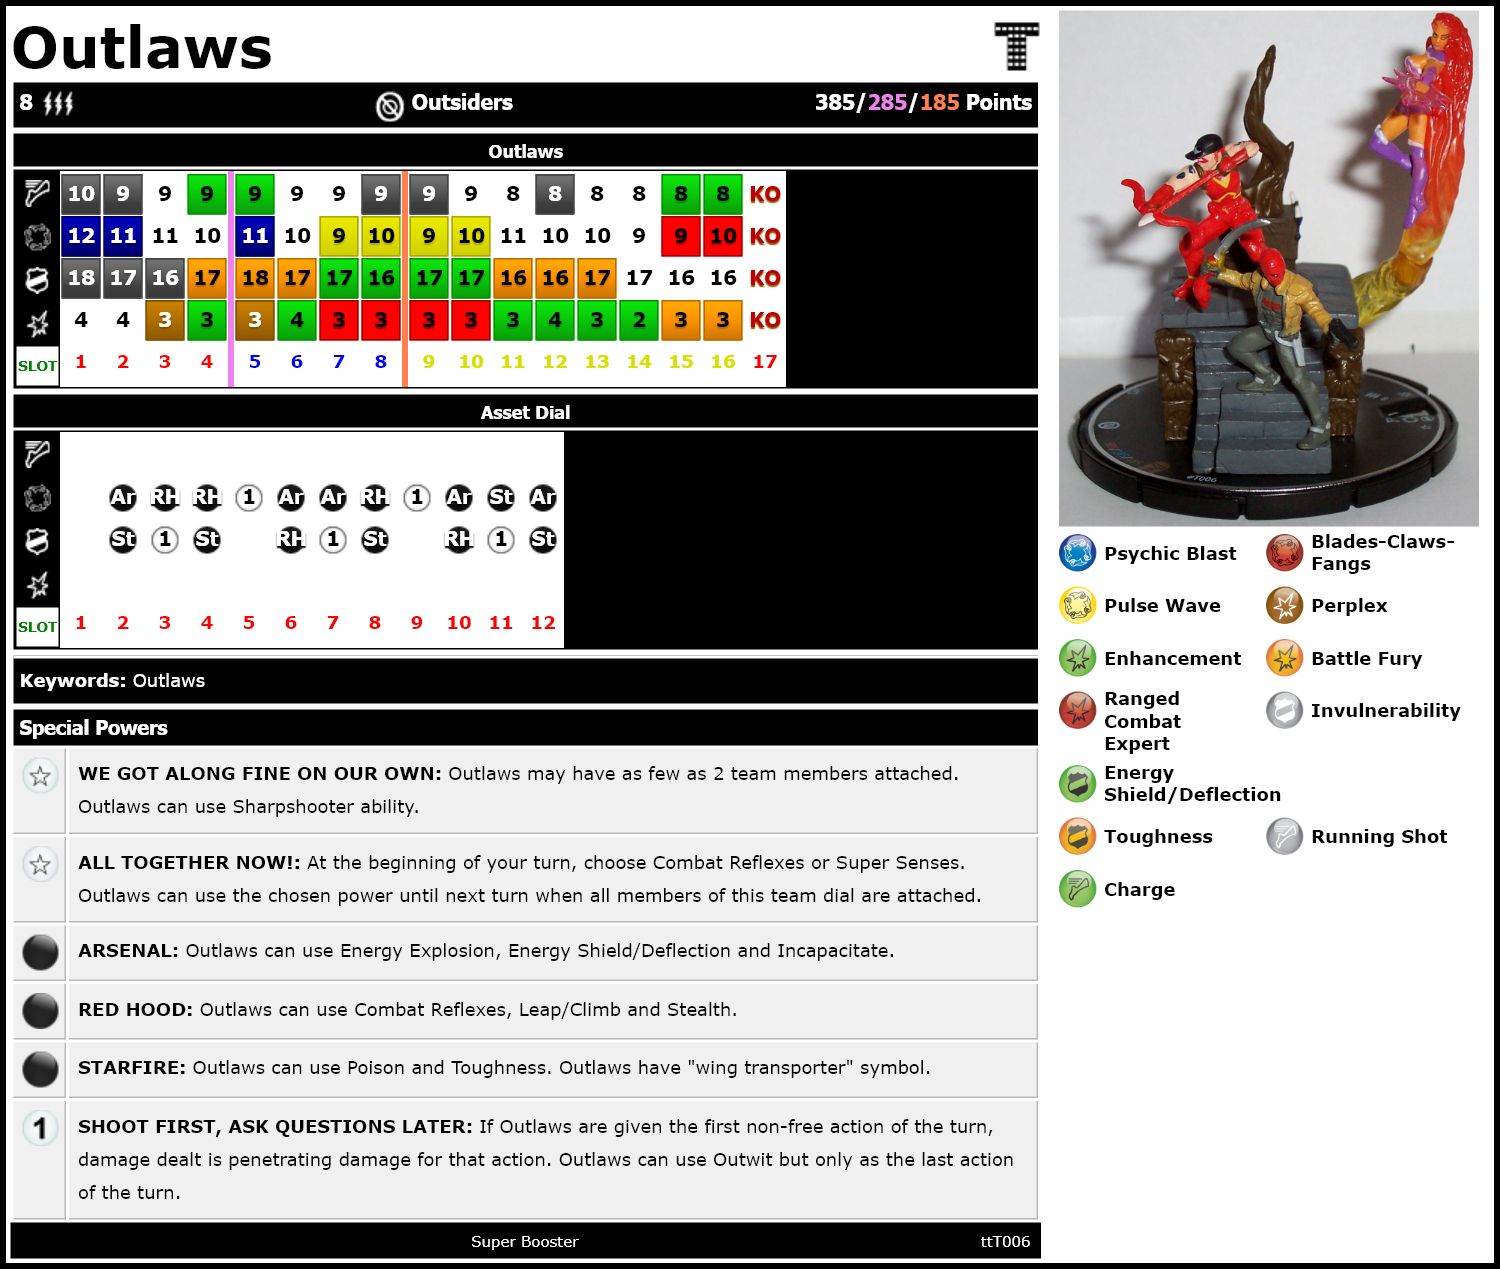 Outlaws
T
8 Outsiders 385/285/185 Points
Outlaws
10 9 9 9 9 9 9 9 9 9 8 8 8 8 8 8 KO
12 11 11 10 11 10 9 10 9 10 11 10 10 9 9 10 KO
18 17 16 17 18 17 17 16 17 17 16 16 17 17 16 16 KO
4 4 3 3 3 4 3 3 3 3 3 4 3 2 3 3 KO
SLOT 1 2 3 4 5 6 7 8 9 10 11 12 13 14 15 16 17
Asset Dial
Ar RH RH 1 Ar Ar RH 1 Ar St Ar
St 1 St RH 1 St RH 1 St
SLOT 1 2 3 4 5 6 7 8 9 10 11 12
Keywords: Outlaws
Special Powers
WE GOT ALONG FINE ON OUR OWN: Outlaws may have as few as 2 team members attached.
Outlaws can use Sharpshooter ability.
ALL TOGETHER NOW!: At the beginning of your turn, choose Combat Reflexes or Super Senses.
Outlaws can use the chosen power until next turn when all members of this team dial are attached.
ARSENAL: Outlaws can use Energy Explosion, Energy Shield/Deflection and Incapacitate.
RED HOOD: Outlaws can use Combat Reflexes, Leap/Climb and Stealth.
STARFIRE: Outlaws can use Poison and Toughness. Outlaws have "wing transporter" symbol.
1 SHOOT FIRST, ASK QUESTIONS LATER: If Outlaws are given the first non-free action of the turn,
damage dealt is penetrating damage for that action. Outlaws can use Outwit but only as the last action
of the turn.
Super Booster ttT006
#T006
Psychic Blast
Blades-Claws-
Fangs
Pulse Wave
Perplex
Enhancement
Battle Fury
Ranged
Combat
Expert
Invulnerability
Energy
Shield/Deflection
Toughness
Running Shot
Charge